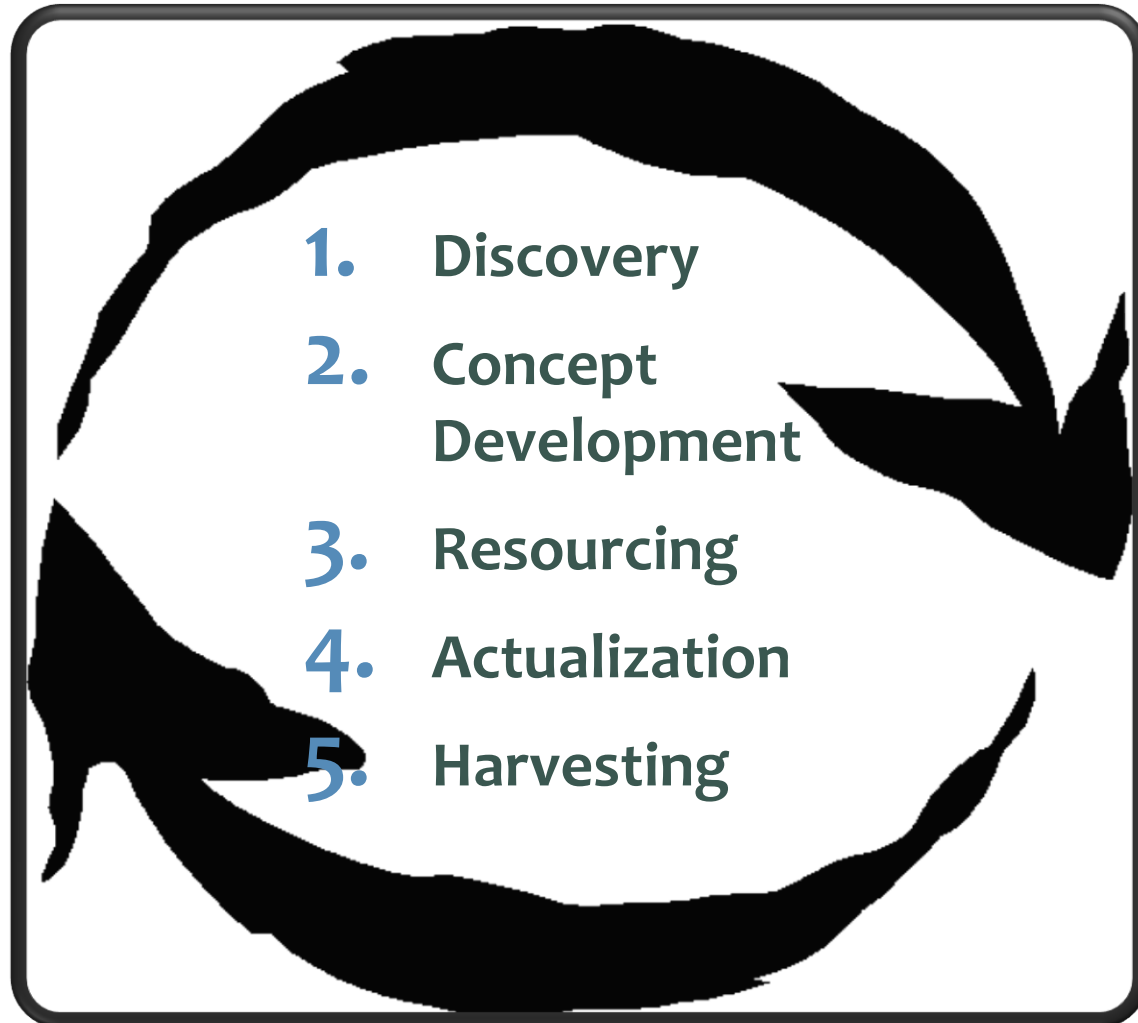 1. Discovery
2. Concept
Development
3. Resourcing
4. Actualization
5. Harvesting